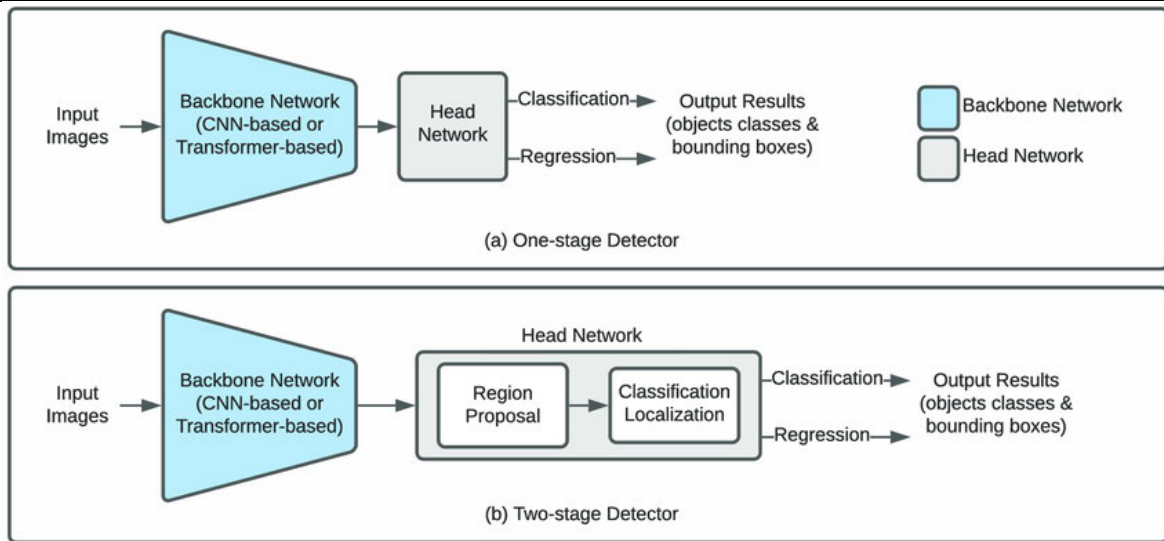 Input
Images
Backbone Network
(CNN-based or
Transformer-based)
Head
Network
Classification
Regression
Output Results
(objects classes &
bounding boxes)
Backbone Network
Head Network
(a) One-stage Detector
Input
Images
Backbone Network
(CNN-based or
Transformer-based)
Head Network
Region
Proposal
Classification
Localization
Classification
Regression
Output Results
(objects classes &
bounding boxes)
(b) Two-stage Detector